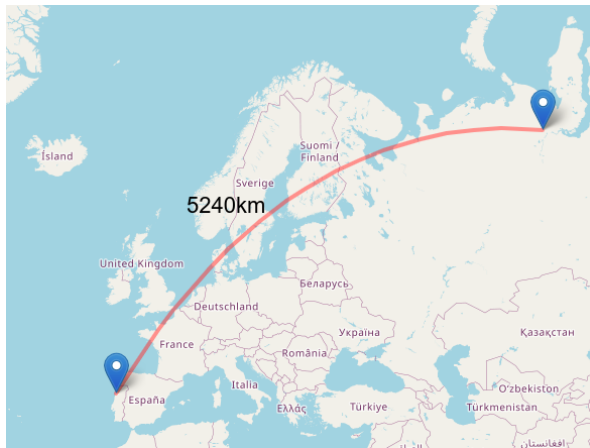 Ísland
Suomi
/ Finland
Sverige
5240km
United Kingdom
Беларусь
Deutschland
Україна
Қазақстан
France
România
Italia
O'zbekiston
España
Ελλάς
Türkiye
Türkmenistan
افغانستان